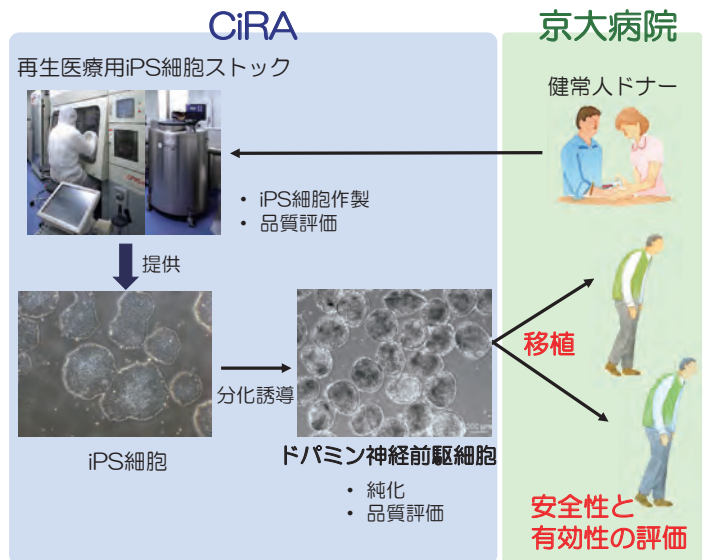 CiRA
京大病院
再生医療用iPS細胞ストック
健常人ドナー
・ iPS細胞作製
・ 品質評価
提供
移植
分化誘導
iPS細胞
ドパミン神経前駆細胞
・ 純化
・ 品質評価
安全性と
有効性の評価